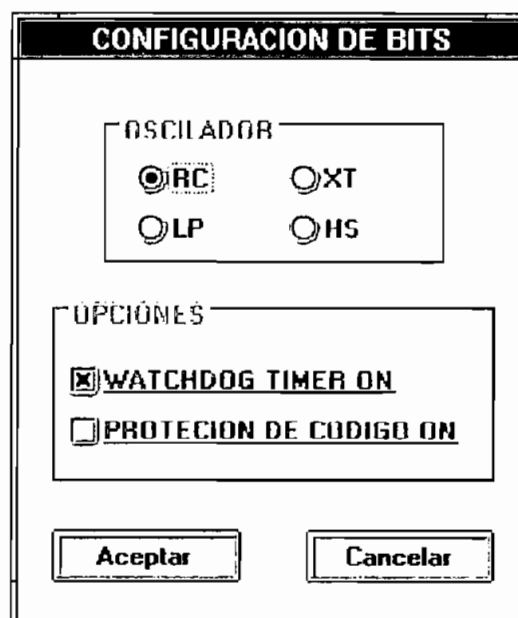 CONFIGURACION DE BITS
OSCILADOR
RC XT
LP HS
OPCIONES
WATCHDOG TIMER ON
PROTECION DE CODIGO ON
Aceptar Cancelar